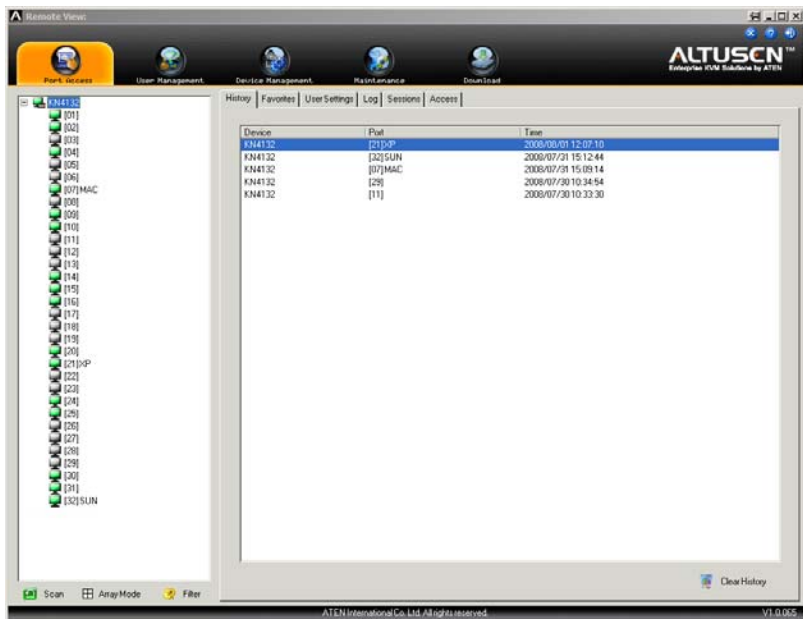 Remote View:
Port Access
User Management
Device Management
Maintenance
Download
ALTUSEN™
Enterprise KVM Solutions by ATEN
KN4132
[01]
[02]
[03]
[04]
[05]
[06]
[07]MAC
[08]
[09]
[10]
[11]
[12]
[13]
[14]
[15]
[16]
[17]
[18]
[19]
[20]
[21]XP
[22]
[23]
[24]
[25]
[26]
[27]
[28]
[29]
[30]
[31]
[32]SUN
Scan Array Mode Filter
History Favorites User Settings Log Sessions Access
Device Port Time
KN4132 [21]XP 2008/08/01 12:07:10
KN4132 [32]SUN 2008/07/31 15:12:44
KN4132 [07]MAC 2008/07/31 15:09:14
KN4132 [29] 2008/07/30 10:34:54
KN4132 [11] 2008/07/30 10:33:30
Clear History
ATEN International Co. Ltd. All rights reserved.
V1.0.065